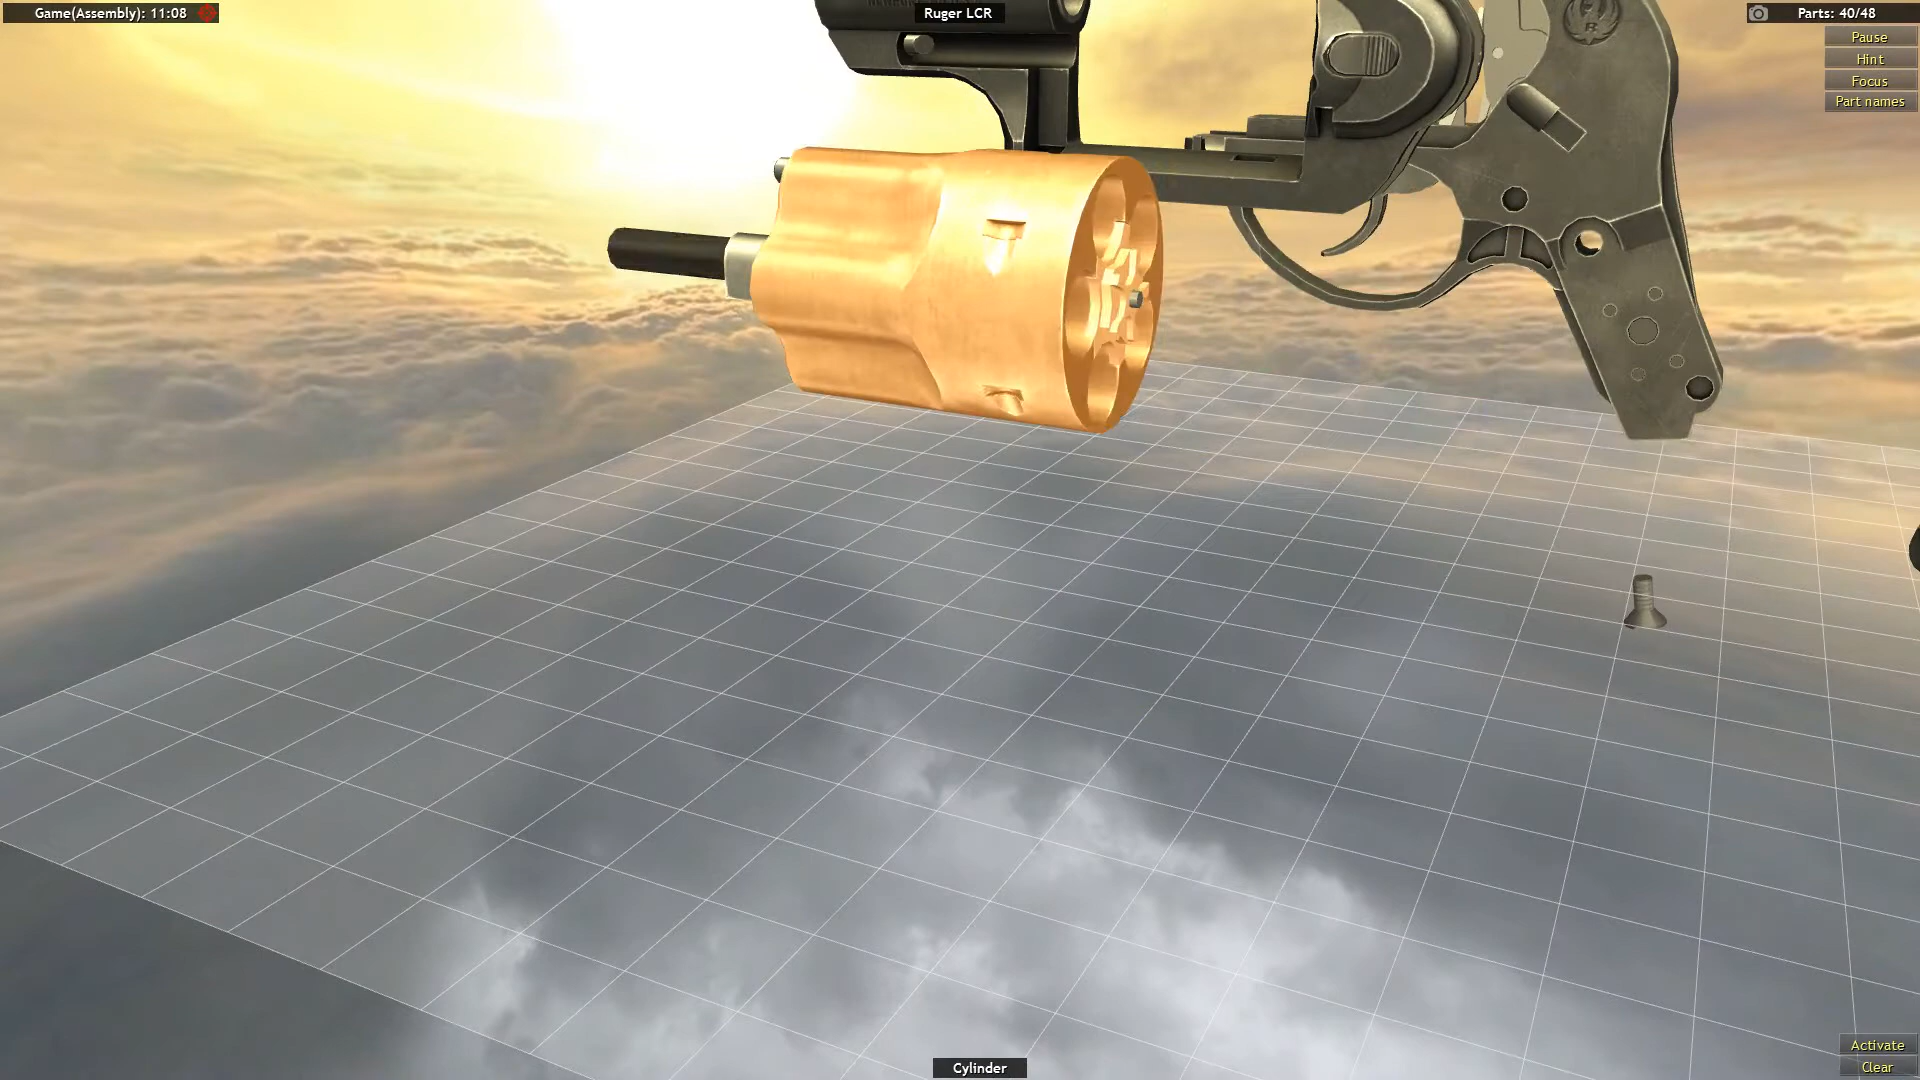 Game(Assembly): 11:08
Ruger LCR
Parts: 40/48
Pause
Hint
Focus
Part names
R
Cylinder
Activate
Clear